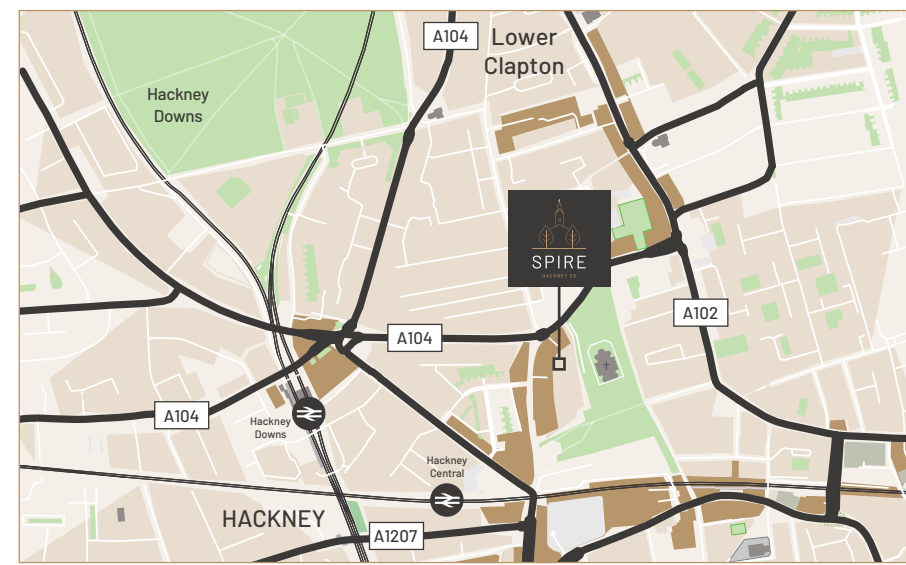 A104
Lower
Clapton
Hackney
Downs
SPIRE
HACKNEY E8
A102
A104
A104
Hackney
Downs
Hackney
Central
HACKNEY
A1207